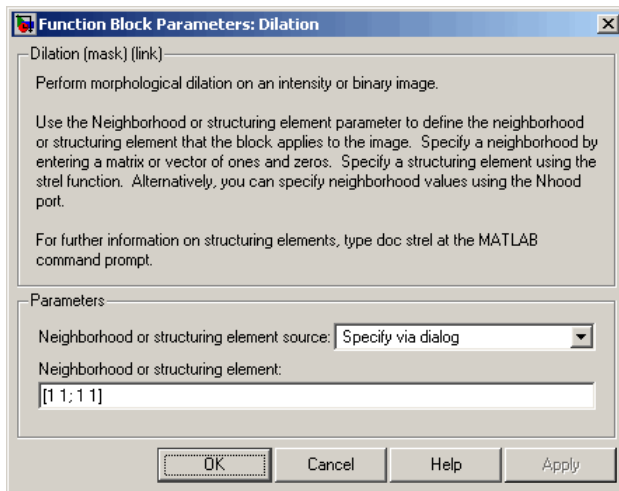 Function Block Parameters: Dilation
Dilation (mask) (link)
Perform morphological dilation on an intensity or binary image.
Use the Neighborhood or structuring element parameter to define the neighborhood
or structuring element that the block applies to the image.  Specify a neighborhood by
entering a matrix or vector of ones and zeros.  Specify a structuring element using the
strel function.  Alternatively, you can specify neighborhood values using the Nhood
port.
For further information on structuring elements, type doc strel at the MATLAB
command prompt.
Parameters
Neighborhood or structuring element source: Specify via dialog
Neighborhood or structuring element:
[1 1; 1 1]
OK Cancel Help Apply